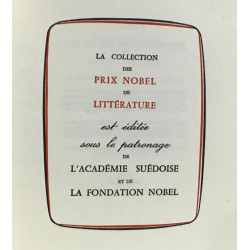 LA COLLECTION
DES
PRIX NOBEL
DE
LITTÉRATURE
est éditée
sous le patronage
DE
L'ACADÉMIE SUÉDOISE
ET DE
LA FONDATION NOBEL